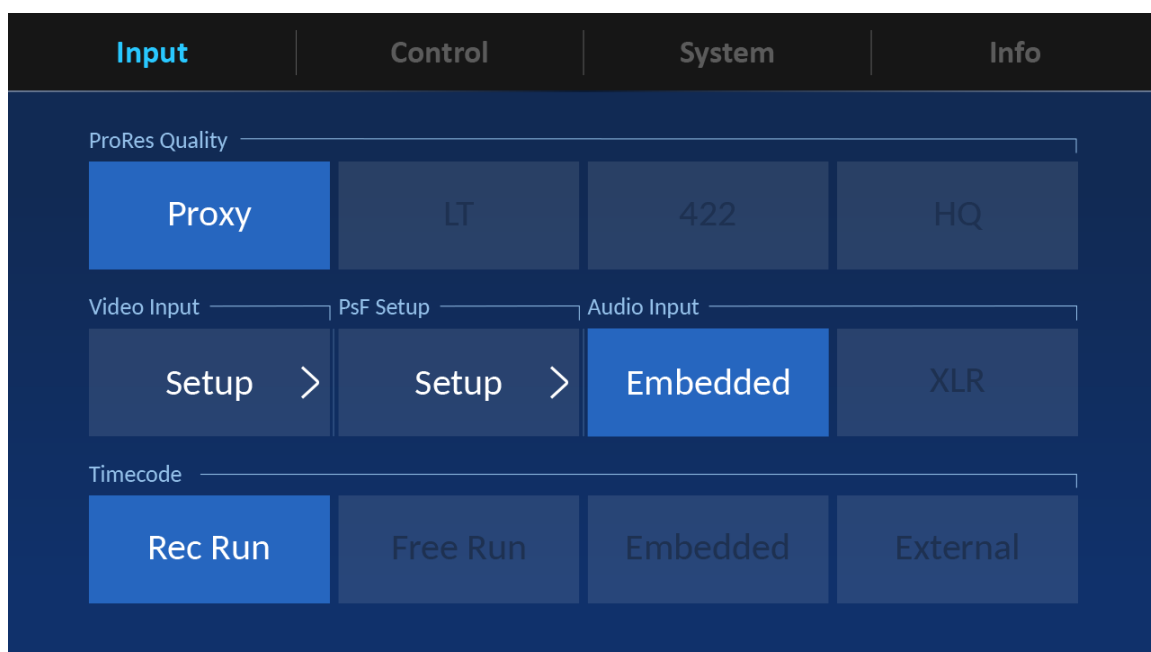 Input Control System Info
ProRes Quality
Proxy LT 422 HQ
Video Input PsF Setup Audio Input
Setup > Setup > Embedded XLR
Timecode
Rec Run Free Run Embedded External